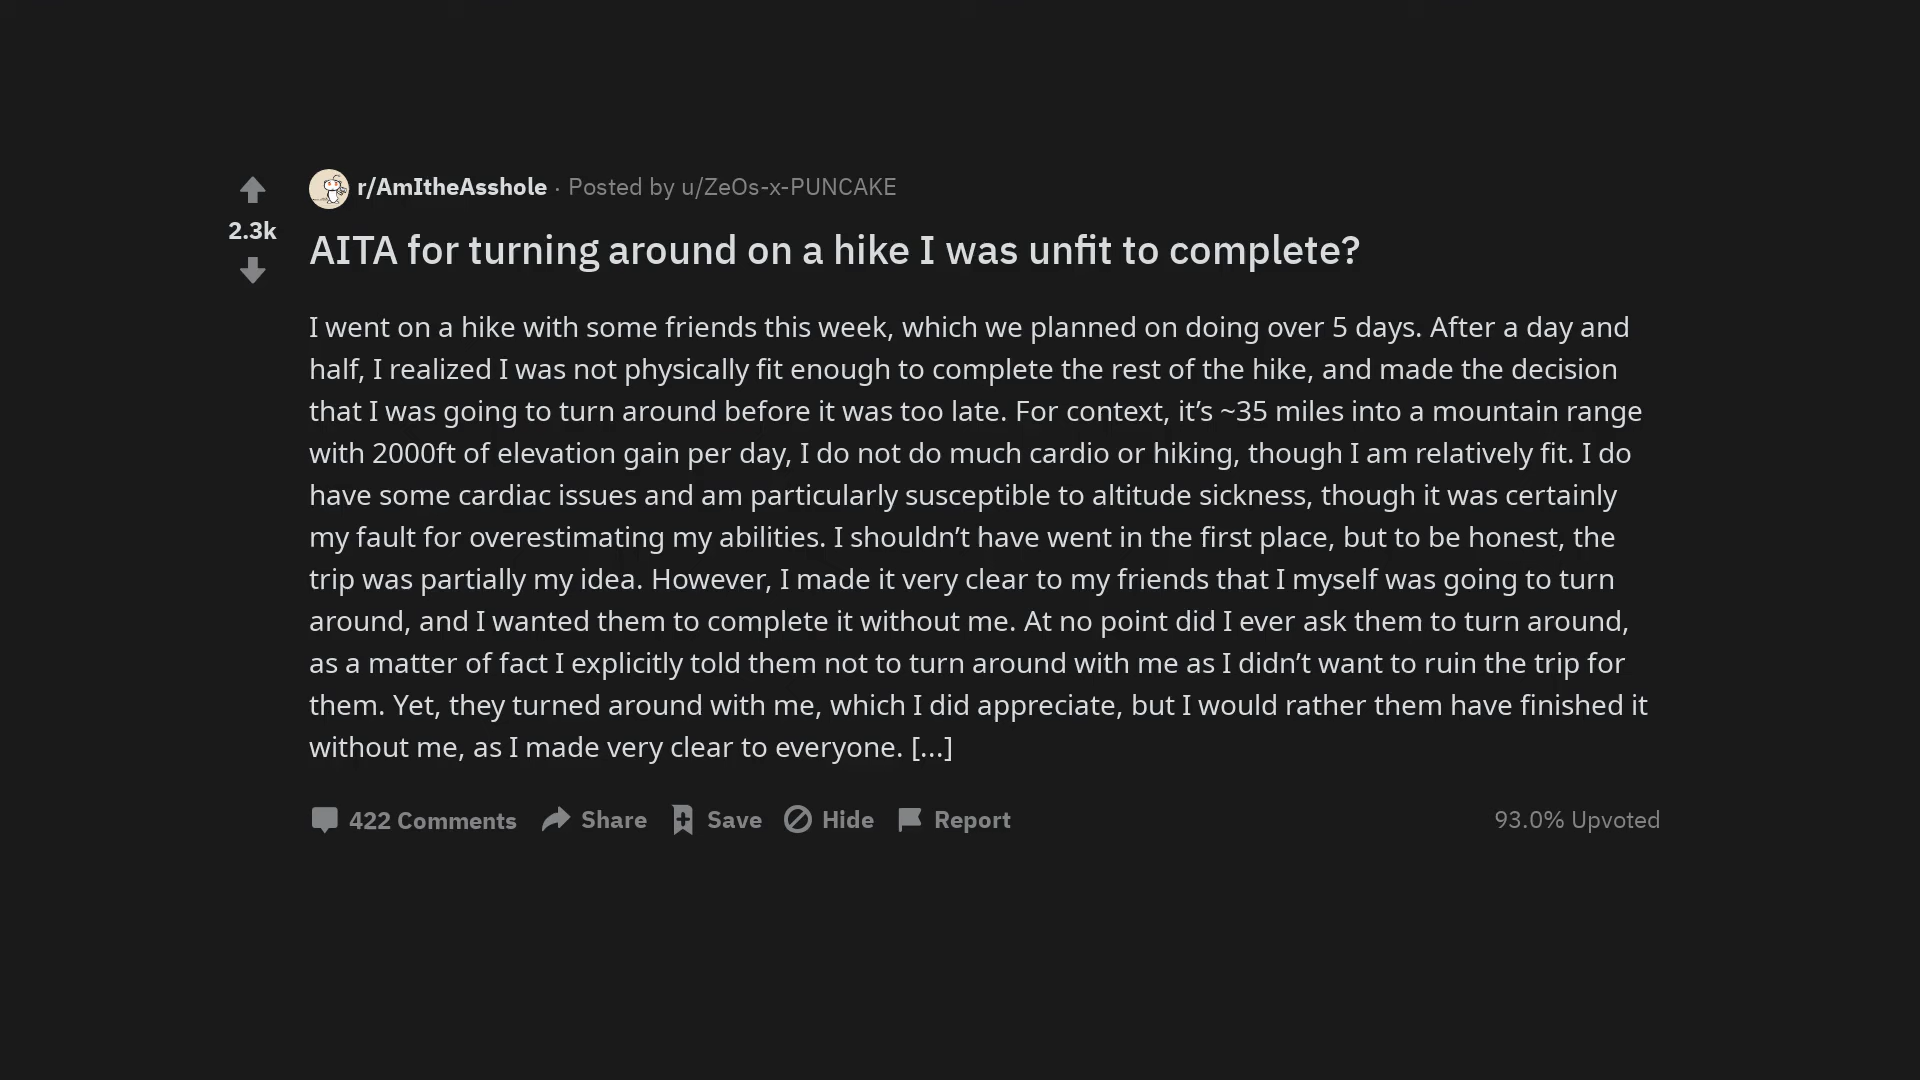 r/AmItheAsshole · Posted by u/ZeOs-x-PUNCAKE
2.3k
AITA for turning around on a hike I was unfit to complete?
I went on a hike with some friends this week, which we planned on doing over 5 days. After a day and
half, I realized I was not physically fit enough to complete the rest of the hike, and made the decision
that I was going to turn around before it was too late. For context, it’s ~35 miles into a mountain range
with 2000ft of elevation gain per day, I do not do much cardio or hiking, though I am relatively fit. I do
have some cardiac issues and am particularly susceptible to altitude sickness, though it was certainly
my fault for overestimating my abilities. I shouldn’t have went in the first place, but to be honest, the
trip was partially my idea. However, I made it very clear to my friends that I myself was going to turn
around, and I wanted them to complete it without me. At no point did I ever ask them to turn around,
as a matter of fact I explicitly told them not to turn around with me as I didn’t want to ruin the trip for
them. Yet, they turned around with me, which I did appreciate, but I would rather them have finished it
without me, as I made very clear to everyone. [...]
422 Comments Share Save Hide Report 93.0% Upvoted